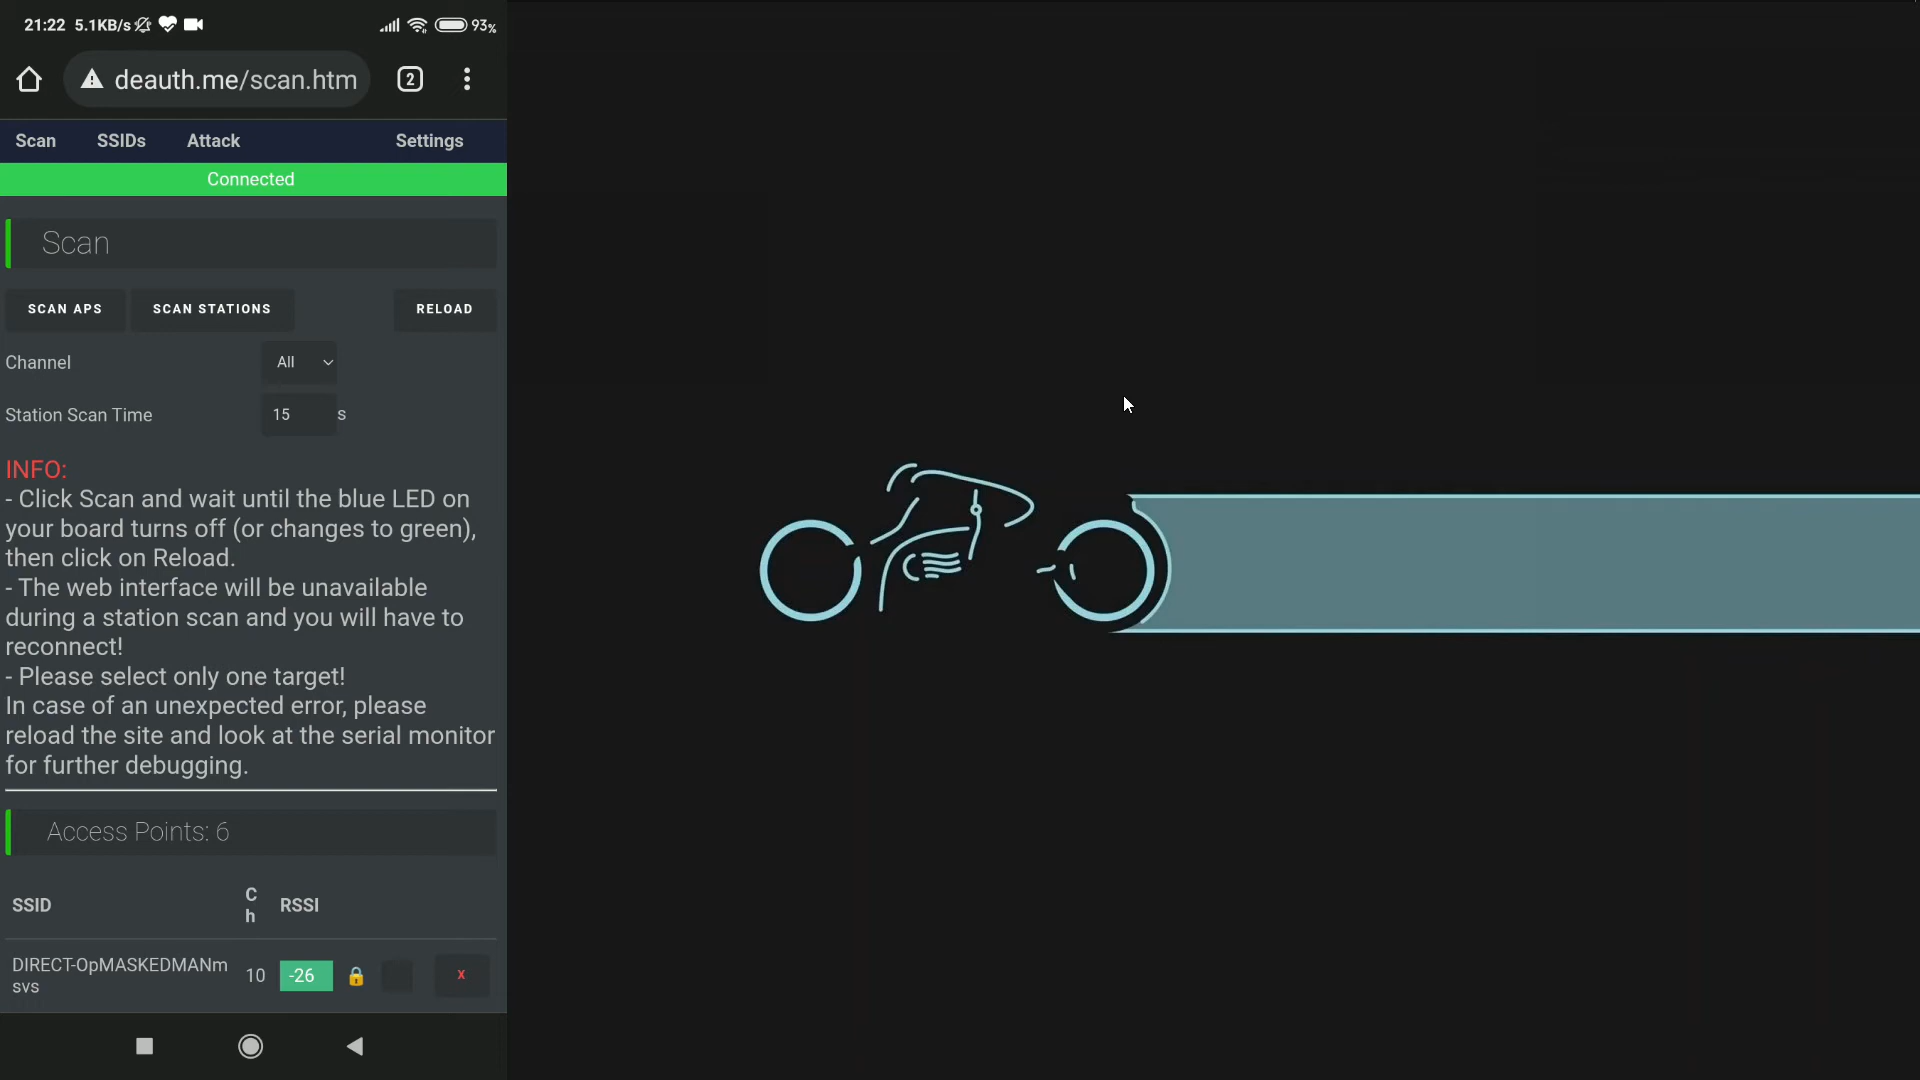 21:22 5.1KB/s 93%
deauth.me/scan.htm 2
Scan SSIDs Attack Settings
Connected
Scan
SCAN APS SCAN STATIONS RELOAD
Channel All
Station Scan Time 15 s
INFO:
- Click Scan and wait until the blue LED on
your board turns off (or changes to green),
then click on Reload.
- The web interface will be unavailable
during a station scan and you will have to
reconnect!
- Please select only one target!
In case of an unexpected error, please
reload the site and look at the serial monitor
for further debugging.
Access Points: 6
SSID Ch RSSI
DIRECT-OpMASKEDMANm
svs 10 -26 x